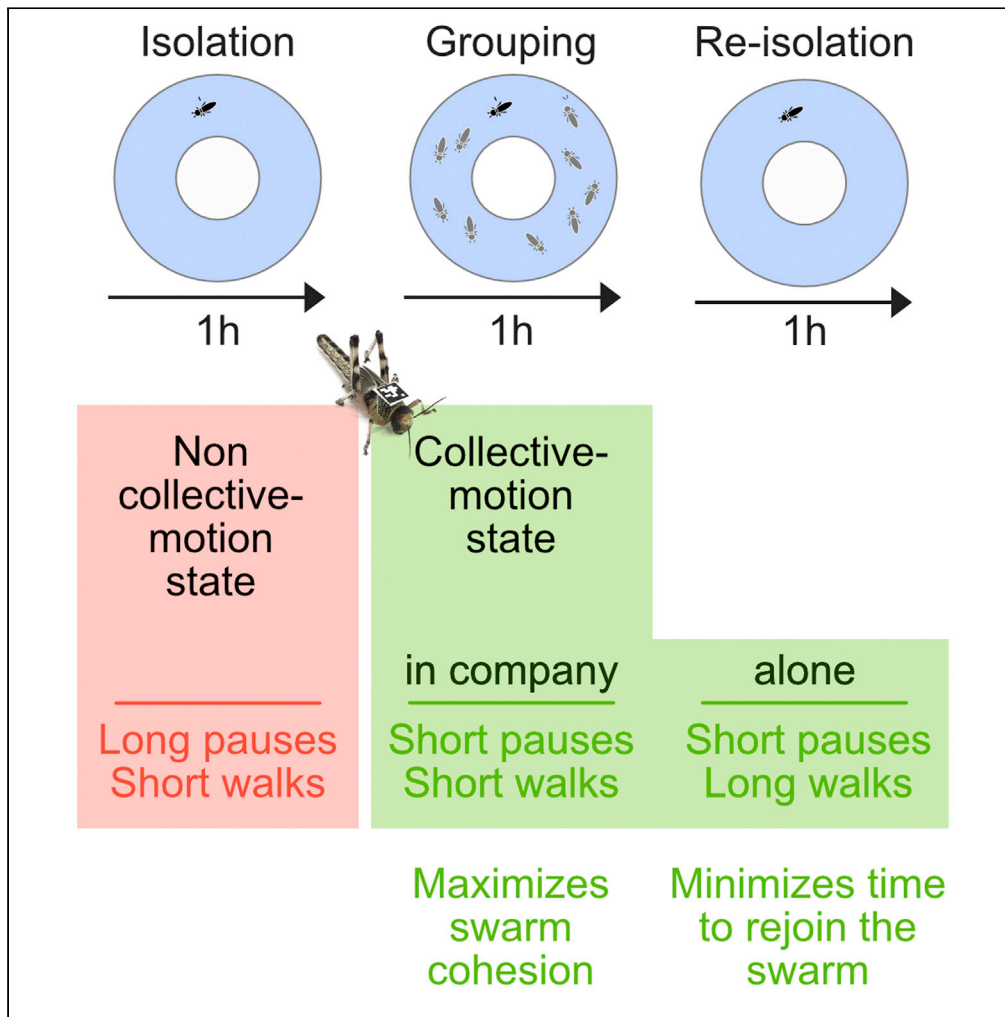 Isolation
Grouping
Re-isolation
1h
1h
1h
Non
collective-
motion
state
Long pauses
Short walks
Collective-
motion
state
in company
Short pauses
Short walks
Maximizes
swarm
cohesion
alone
Short pauses
Long walks
Minimizes time
to rejoin the
swarm